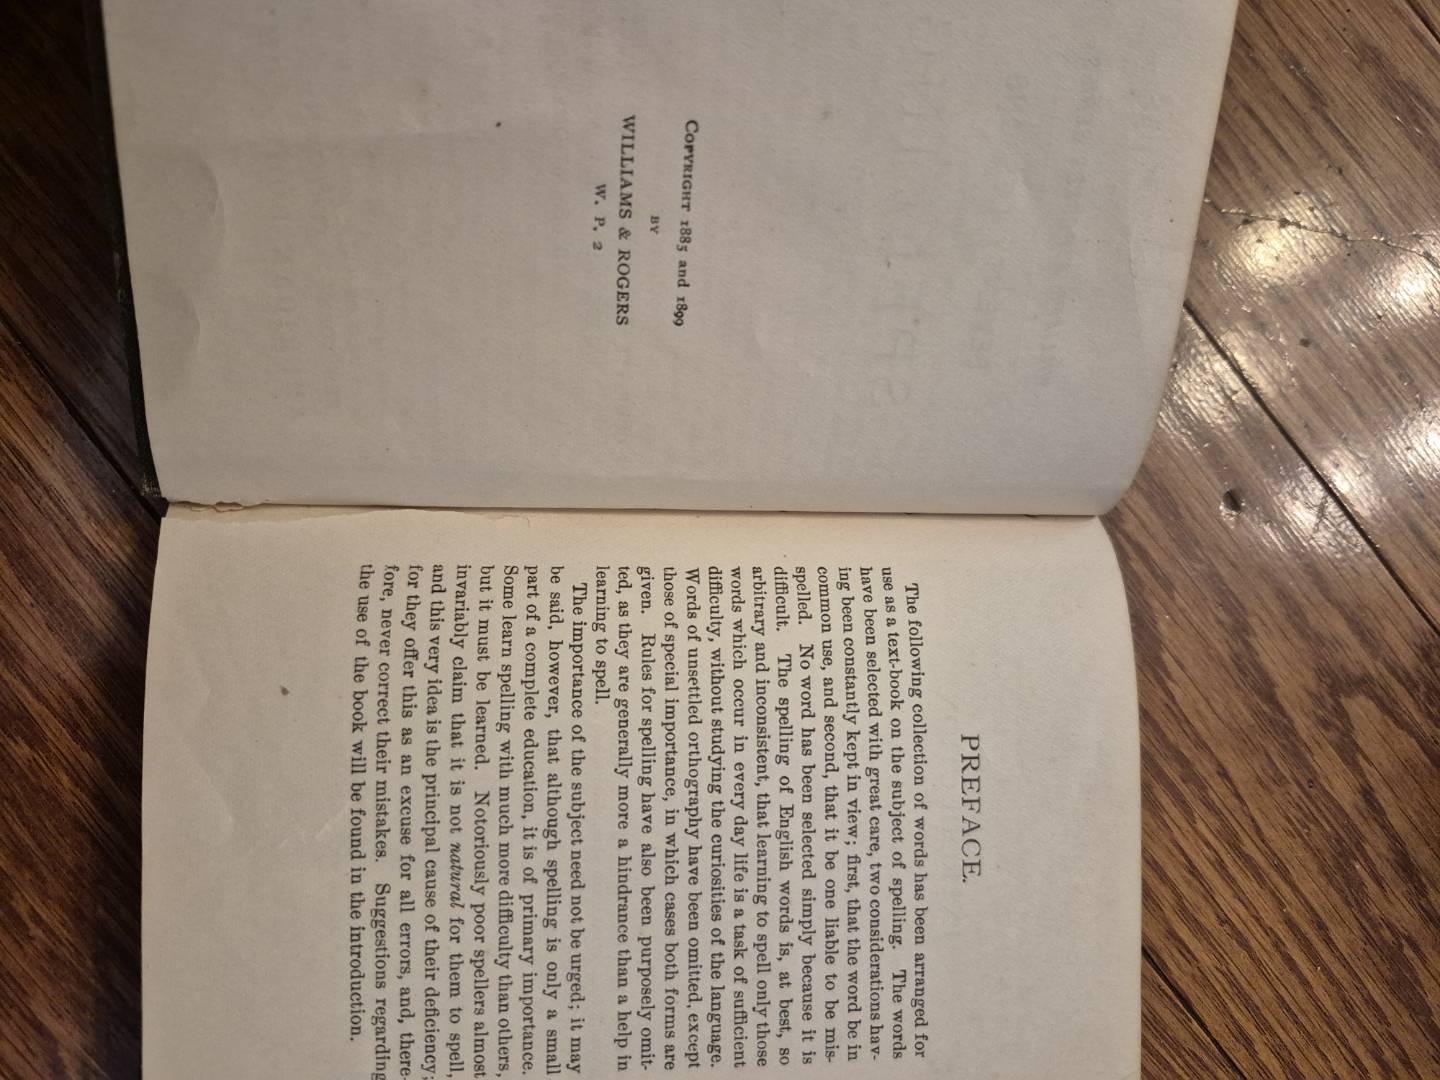 COPYRIGHT 1885 and 1899
BY
WILLIAMS & ROGERS
W. P. 2
PREFACE.
The following collection of words has been arranged for
use as a text-book on the subject of spelling. The words
have been selected with great care, two considerations hav-
ing been constantly kept in view; first, that the word be in
common use, and second, that it be one liable to be mis-
spelled. No word has been selected simply because it is
difficult. The spelling of English words is, at best, so
arbitrary and inconsistent, that learning to spell only those
words which occur in every day life is a task of sufficient
difficulty, without studying the curiosities of the language.
Words of unsettled orthography have been omitted, except
those of special importance, in which cases both forms are
given. Rules for spelling have also been purposely omit-
ted, as they are generally more a hindrance than a help in
learning to spell.
The importance of the subject need not be urged; it may
be said, however, that although spelling is only a small
part of a complete education, it is of primary importance.
Some learn spelling with much more difficulty than others,
but it must be learned. Notoriously poor spellers almost
invariably claim that it is not natural for them to spell,
and this very idea is the principal cause of their deficiency;
for they offer this as an excuse for all errors, and, there-
fore, never correct their mistakes. Suggestions regarding
the use of the book will be found in the introduction.